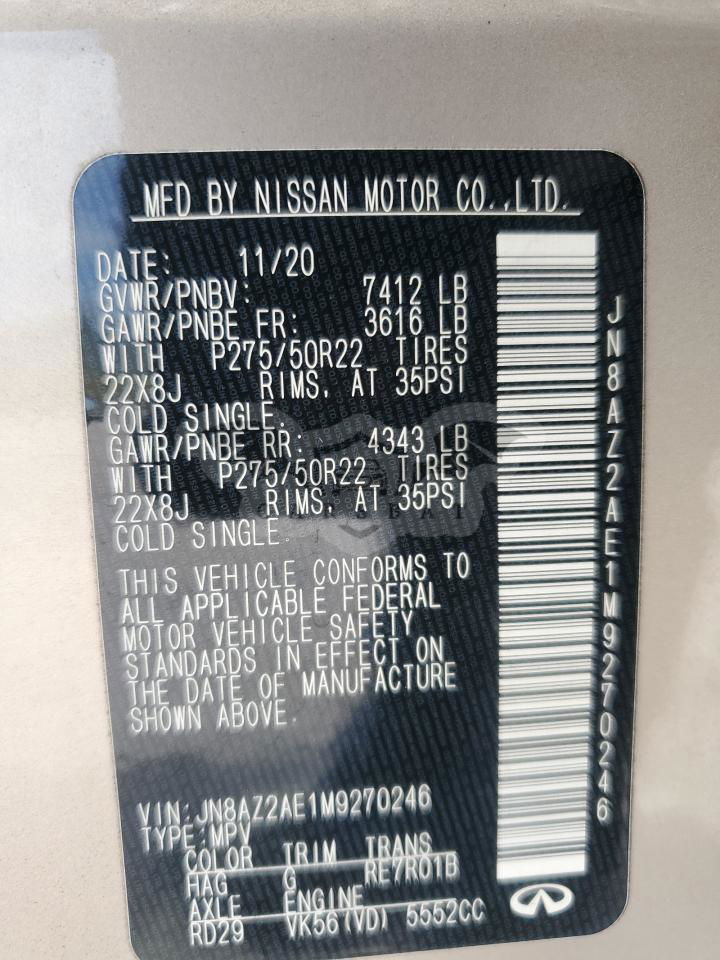 MFD BY NISSAN MOTOR CO.,LTD.
DATE: 11/20
GVWR/PNBV: 7412 LB
GAWR/PNBE FR: 3616 LB
WITH P275/50R22 TIRES
22X8J RIMS, AT 35PSI
COLD SINGLE.
GAWR/PNBE RR: 4343 LB
WITH P275/50R22 TIRES
22X8J RIMS, AT 35PSI
COLD SINGLE.
THIS VEHICLE CONFORMS TO
ALL APPLICABLE FEDERAL
MOTOR VEHICLE SAFETY
STANDARDS IN EFFECT ON
THE DATE OF MANUFACTURE
SHOWN ABOVE.
VIN:JN8AZ2AE1M9270246
TYPE:MPV
COLOR TRIM TRANS
HAG G RE7R01B
AXLE ENGINE
RD29 VK56(VD) 5552CC
JN8AZ2AE1M9270246